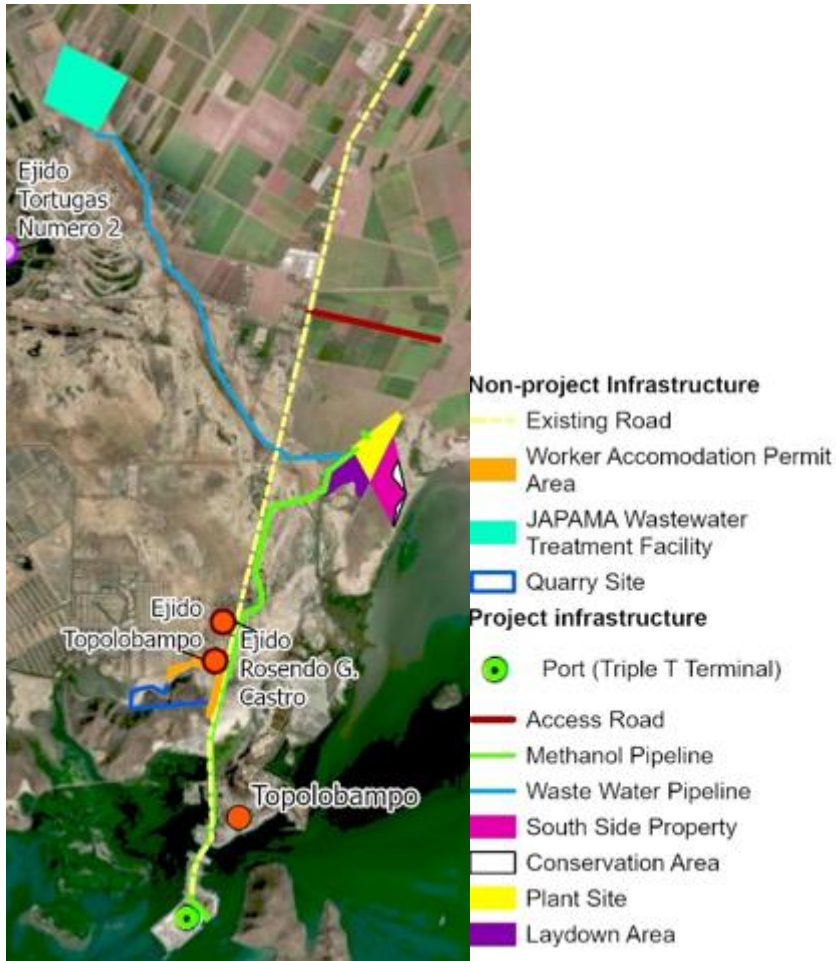 Ejido
Tortugas
Numero 2
Ejido
Topolobampo
Ejido
Rosendo G.
Castro
Topolobampo
Non-project Infrastructure
Existing Road
Worker Accomodation Permit
Area
JAPAMA Wastewater
Treatment Facility
Quarry Site
Project infrastructure
Port (Triple T Terminal)
Access Road
Methanol Pipeline
Waste Water Pipeline
South Side Property
Conservation Area
Plant Site
Laydown Area